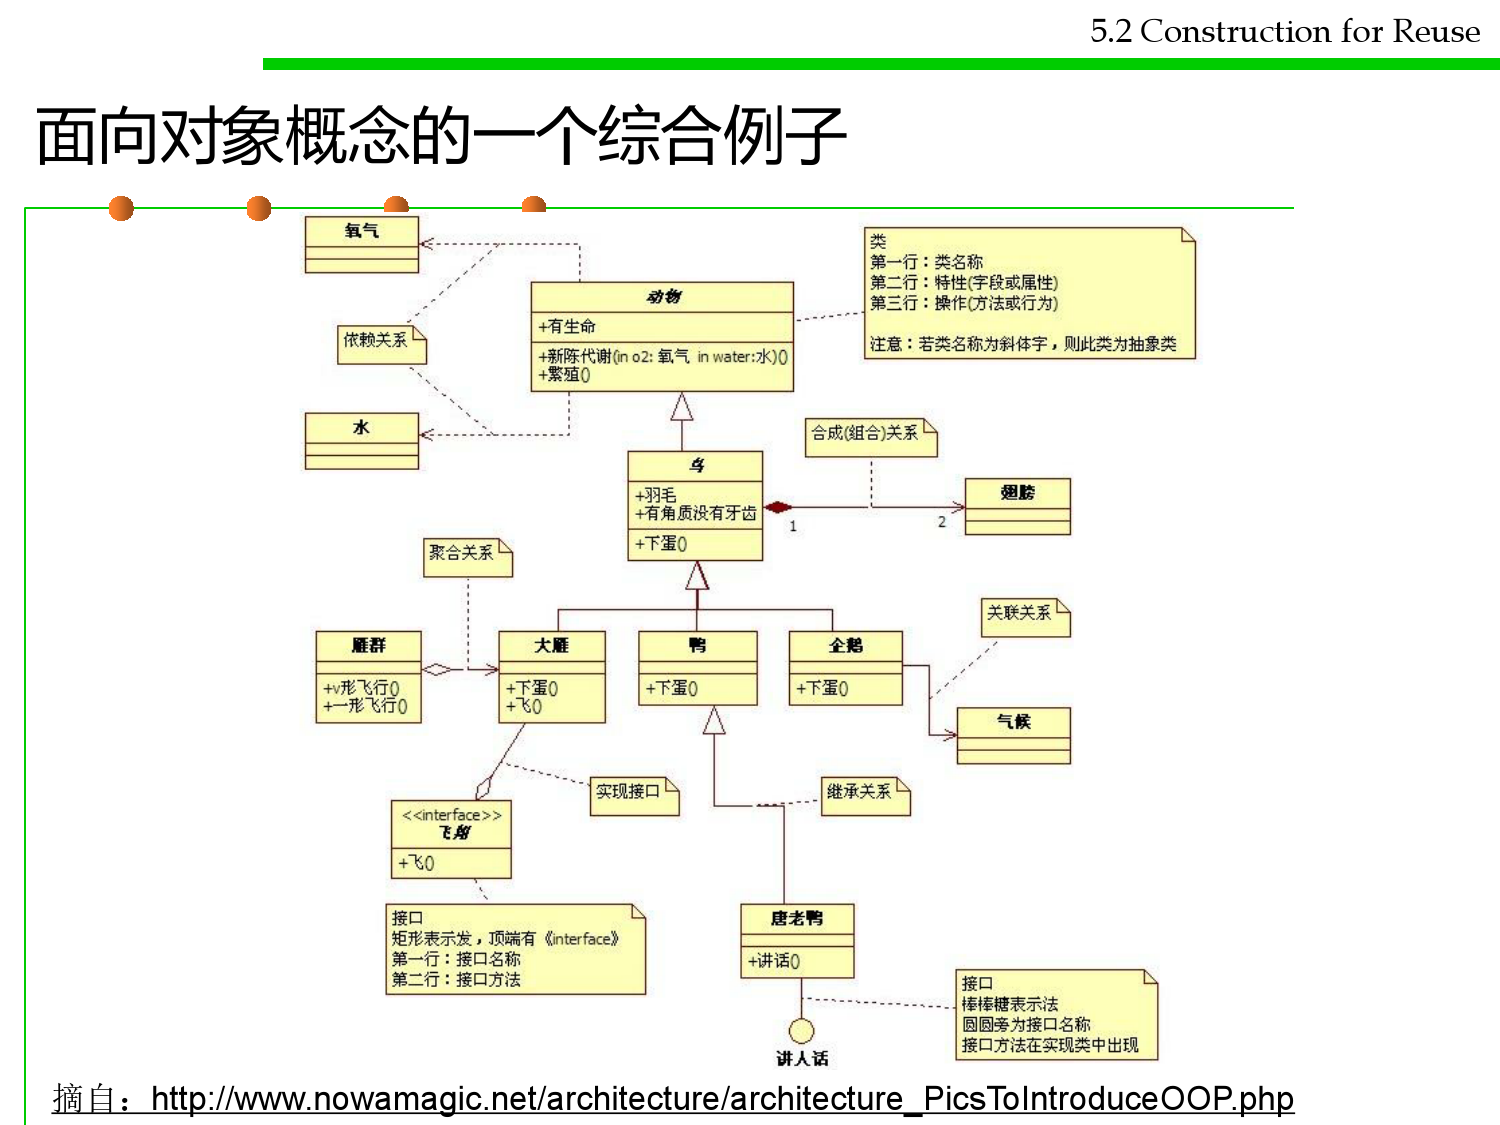 5.2 Construction for Reuse
面向对象概念的一个综合例子
氧气
类
第一行：类名称
第二行：特性(字段或属性)
第三行：操作(方法或行为)
注意：若类名称为斜体字，则此类为抽象类
动物
+有生命
+新陈代谢(in o2: 氧气 in water:水)()
+繁殖()
依赖关系
水
合成(组合)关系
鸟
+羽毛
+有角质没有牙齿
+下蛋()
1
2
翅膀
聚合关系
关联关系
雁群
+v形飞行()
+一形飞行()
大雁
+下蛋()
+飞()
鸭
+下蛋()
企鹅
+下蛋()
气候
实现接口
继承关系
<<interface>>
飞翔
+飞()
接口
矩形表示发，顶端有《interface》
第一行：接口名称
第二行：接口方法
唐老鸭
+讲话()
接口
棒棒糖表示法
圆圆旁为接口名称
接口方法在实现类中出现
讲人话
摘自：http://www.nowamagic.net/architecture/architecture_PicsToIntroduceOOP.php